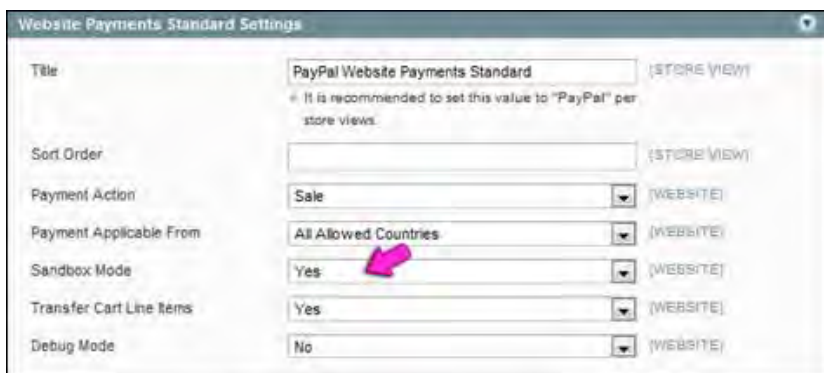 Website Payments Standard Settings
Title PayPal Website Payments Standard [STORE VIEW]
It is recommended to set this value to "PayPal" per
store views.
Sort Order [STORE VIEW]
Payment Action Sale [WEBSITE]
Payment Applicable From All Allowed Countries [WEBSITE]
Sandbox Mode Yes [WEBSITE]
Transfer Cart Line Items Yes [WEBSITE]
Debug Mode No [WEBSITE]